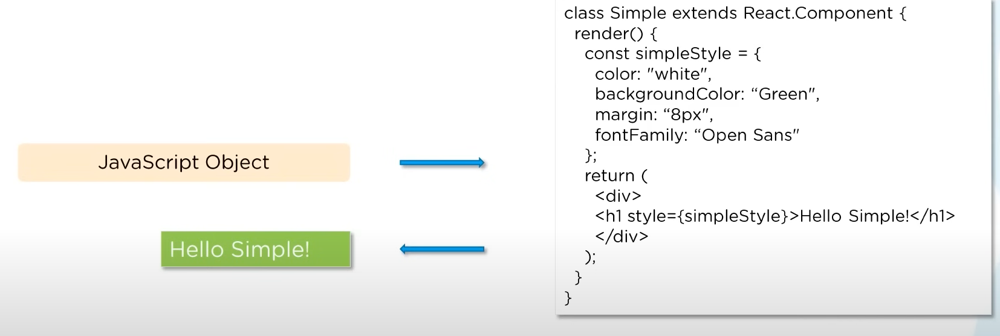 JavaScript Object
Hello Simple!
class Simple extends React.Component {
render() {
const simpleStyle = {
color: "white",
backgroundColor: “Green",
margin: “8px",
fontFamily: “Open Sans"
};
return (
<div>
<h1 style={simpleStyle}>Hello Simple!</h1>
</div>
);
}
}